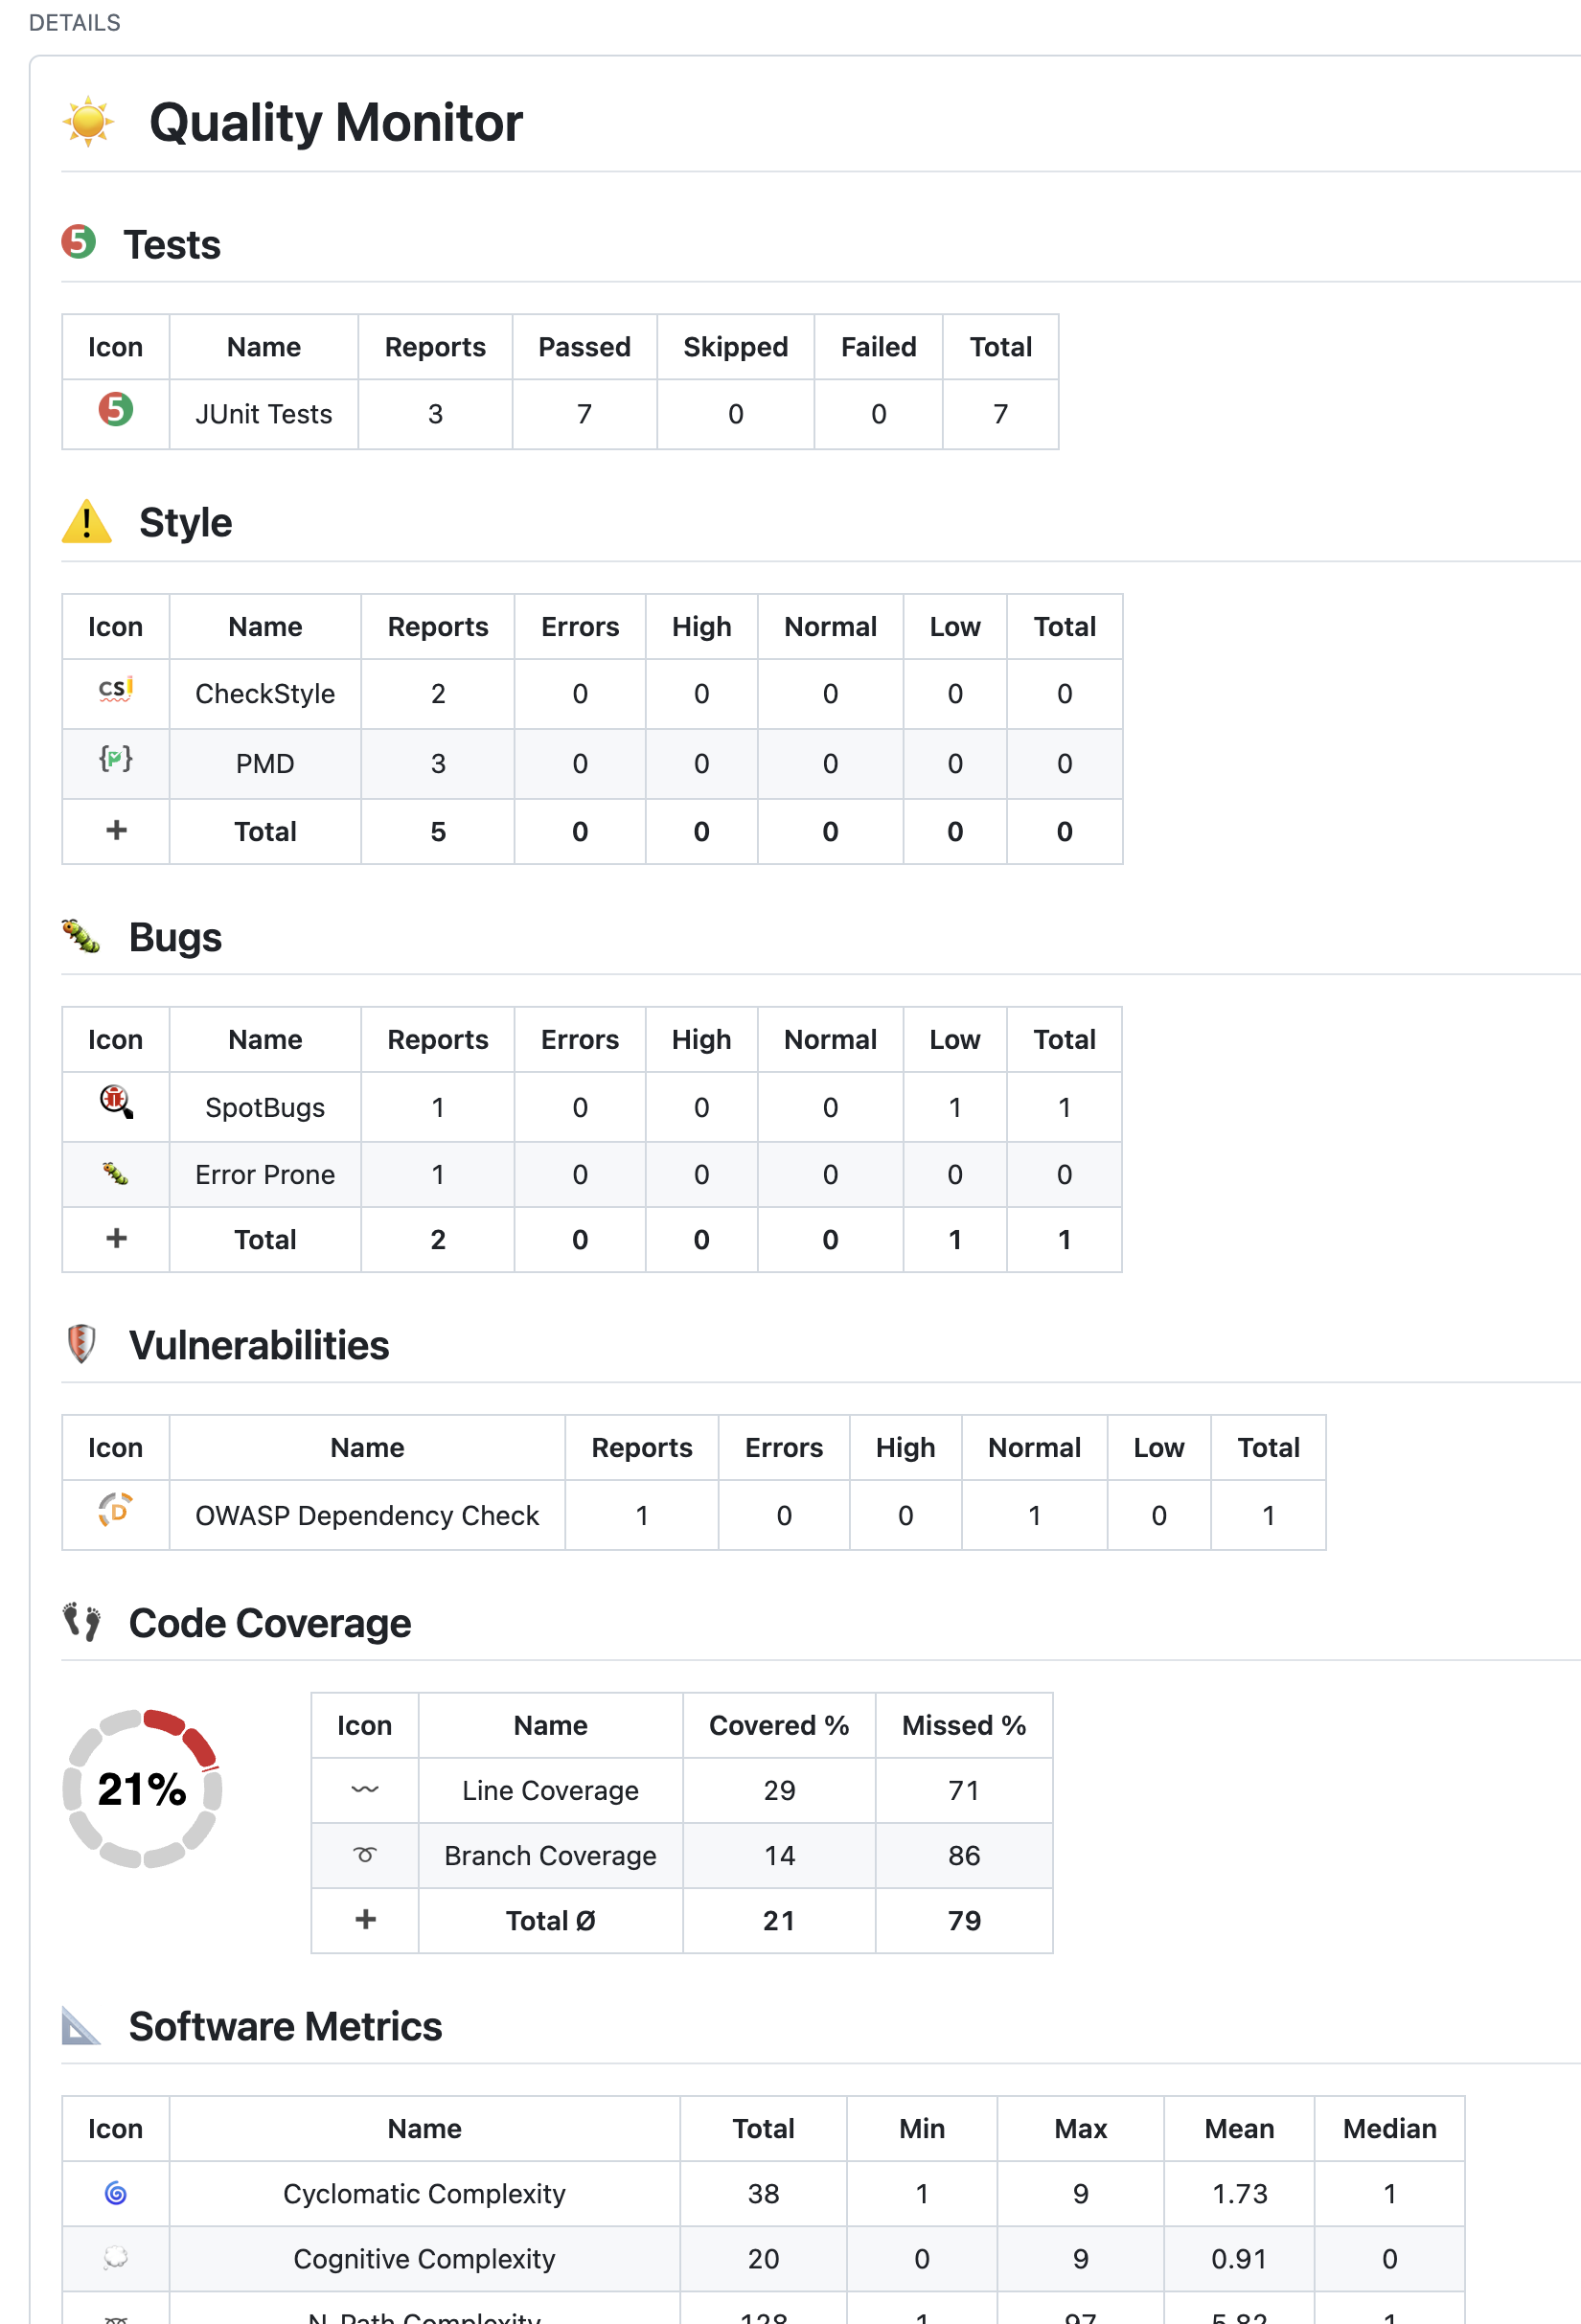 DETAILS
Quality Monitor
5 Tests
Icon Name Reports Passed Skipped Failed Total
5 JUnit Tests 3 7 0 0 7
Style
Icon Name Reports Errors High Normal Low Total
cs CheckStyle 2 0 0 0 0 0
{P} PMD 3 0 0 0 0 0
+ Total 5 0 0 0 0 0
Bugs
Icon Name Reports Errors High Normal Low Total
SpotBugs 1 0 0 0 1 1
Error Prone 1 0 0 0 0 0
+ Total 2 0 0 0 1 1
Vulnerabilities
Icon Name Reports Errors High Normal Low Total
D OWASP Dependency Check 1 0 0 1 0 1
Code Coverage
21%
Icon Name Covered % Missed %
Line Coverage 29 71
Branch Coverage 14 86
+ Total Ø 21 79
Software Metrics
Icon Name Total Min Max Mean Median
Cyclomatic Complexity 38 1 9 1.73 1
Cognitive Complexity 20 0 9 0.91 0
N-Path Complexity 128 1 97 5.82 1